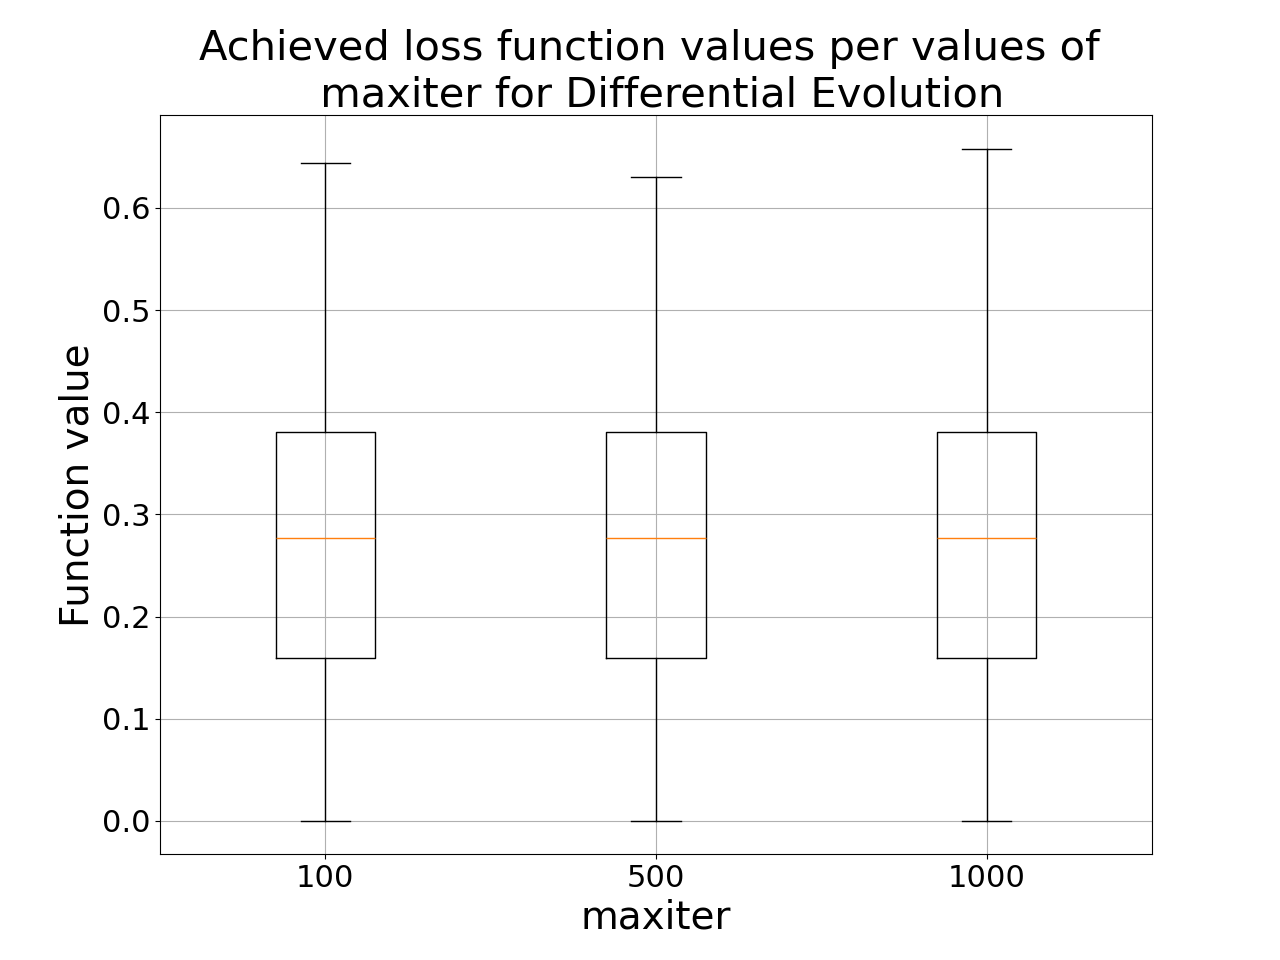 Achieved loss function values per values of
maxiter for Differential Evolution
Function value
0.6
0.5
0.4
0.3
0.2
0.1
0.0
100 500 1000
maxiter